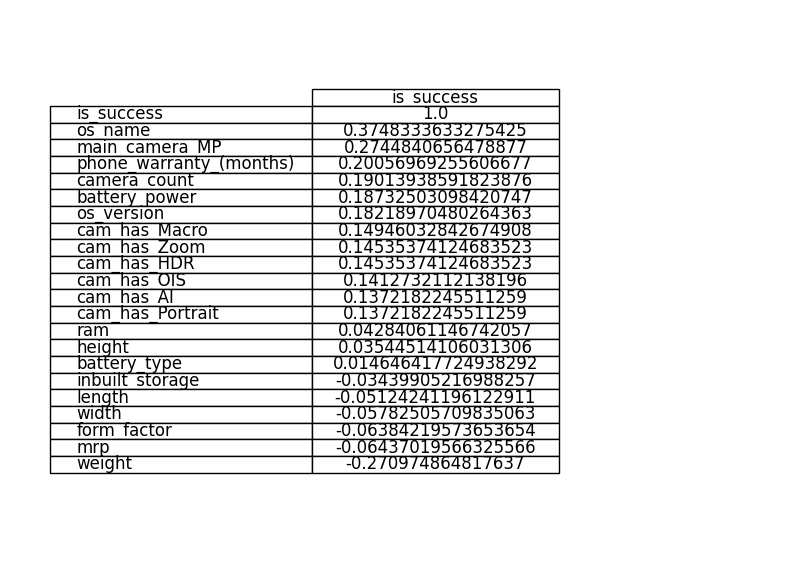 is_success
is_success 1.0
os_name 0.3748333633275425
main_camera_MP 0.2744840656478877
phone_warranty_(months) 0.20056969255606677
camera_count 0.19013938591823876
battery_power 0.18732503098420747
os_version 0.18218970480264363
cam_has_Macro 0.14946032842674908
cam_has_Zoom 0.14535374124683523
cam_has_HDR 0.14535374124683523
cam_has_OIS 0.1412732112138196
cam_has_AI 0.1372182245511259
cam_has_Portrait 0.1372182245511259
ram 0.04284061146742057
height 0.03544514106031306
battery_type 0.014646417724938292
inbuilt_storage -0.03439905216988257
length -0.05124241196122911
width -0.05782505709835063
form_factor -0.06384219573653654
mrp -0.06437019566325566
weight -0.270974864817637